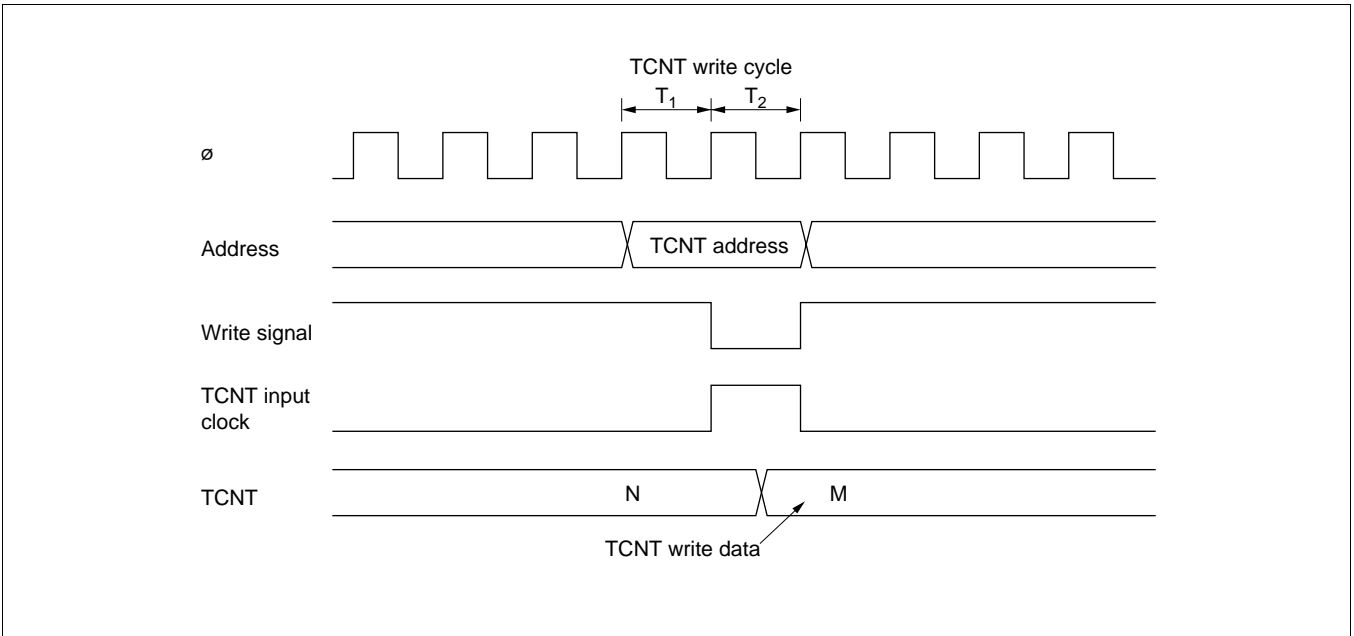 TCNT write cycle
T1 T2
ø
Address
TCNT address
Write signal
TCNT input
clock
TCNT
N
M
TCNT write data